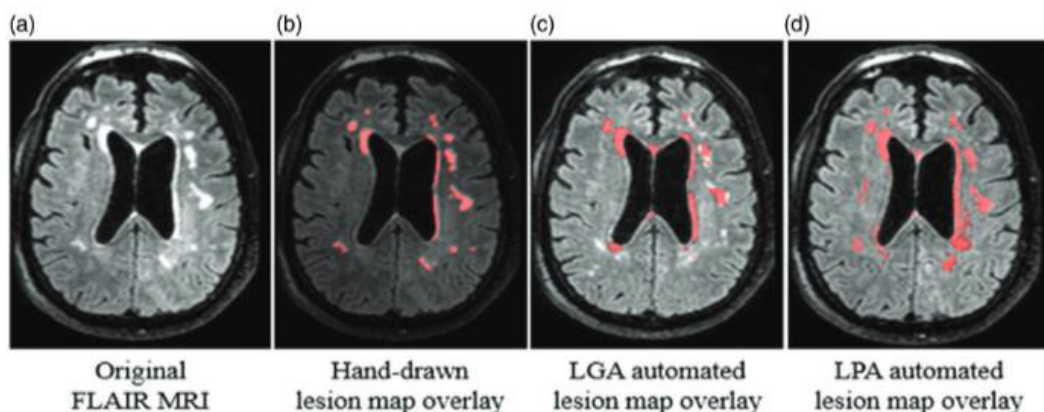 (a)
(b)
(c)
(d)
Original
FLAIR MRI
Hand-drawn
lesion map overlay
LGA automated
lesion map overlay
LPA automated
lesion map overlay